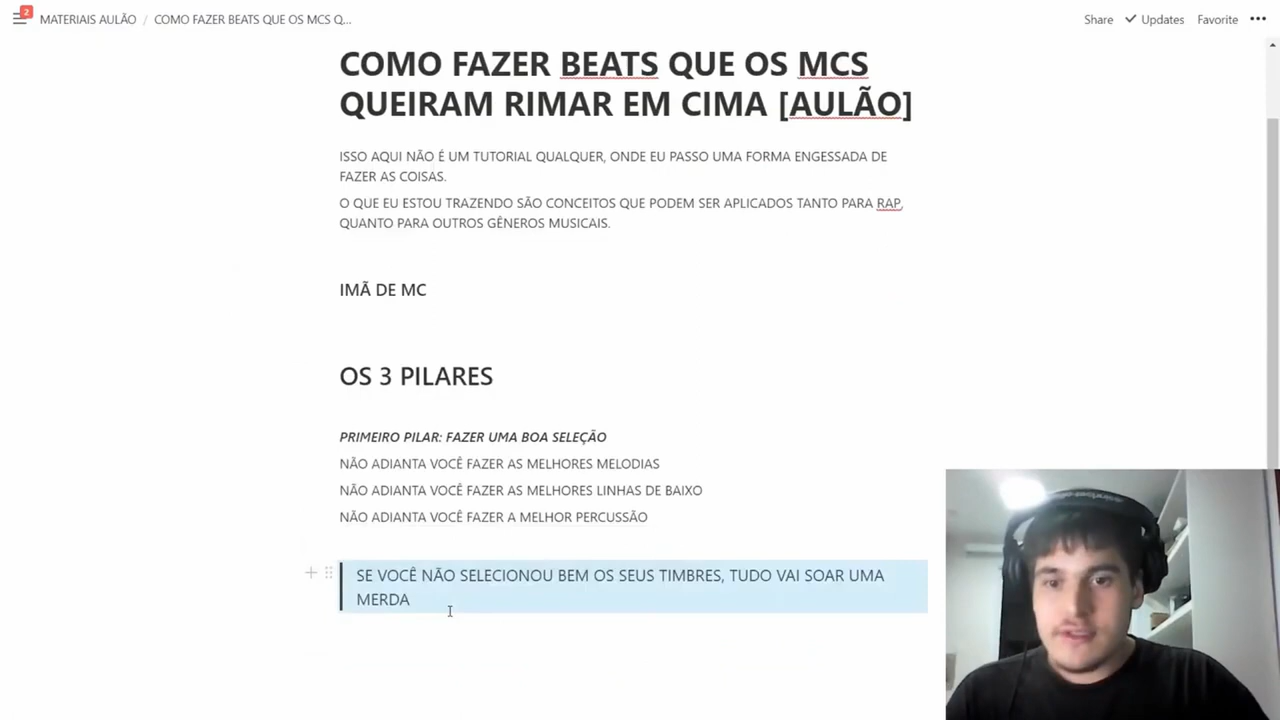 2
MATERIAIS AULÃO / COMO FAZER BEATS QUE OS MCS Q...
Share ✓ Updates Favorite •••
COMO FAZER BEATS QUE OS MCS
QUEIRAM RIMAR EM CIMA [AULÃO]
ISSO AQUI NÃO É UM TUTORIAL QUALQUER, ONDE EU PASSO UMA FORMA ENGESSADA DE
FAZER AS COISAS.
O QUE EU ESTOU TRAZENDO SÃO CONCEITOS QUE PODEM SER APLICADOS TANTO PARA RAP,
QUANTO PARA OUTROS GÊNEROS MUSICAIS.
IMÃ DE MC
OS 3 PILARES
PRIMEIRO PILAR: FAZER UMA BOA SELEÇÃO
NÃO ADIANTA VOCÊ FAZER AS MELHORES MELODIAS
NÃO ADIANTA VOCÊ FAZER AS MELHORES LINHAS DE BAIXO
NÃO ADIANTA VOCÊ FAZER A MELHOR PERCUSSÃO
SE VOCÊ NÃO SELECIONOU BEM OS SEUS TIMBRES, TUDO VAI SOAR UMA
MERDA